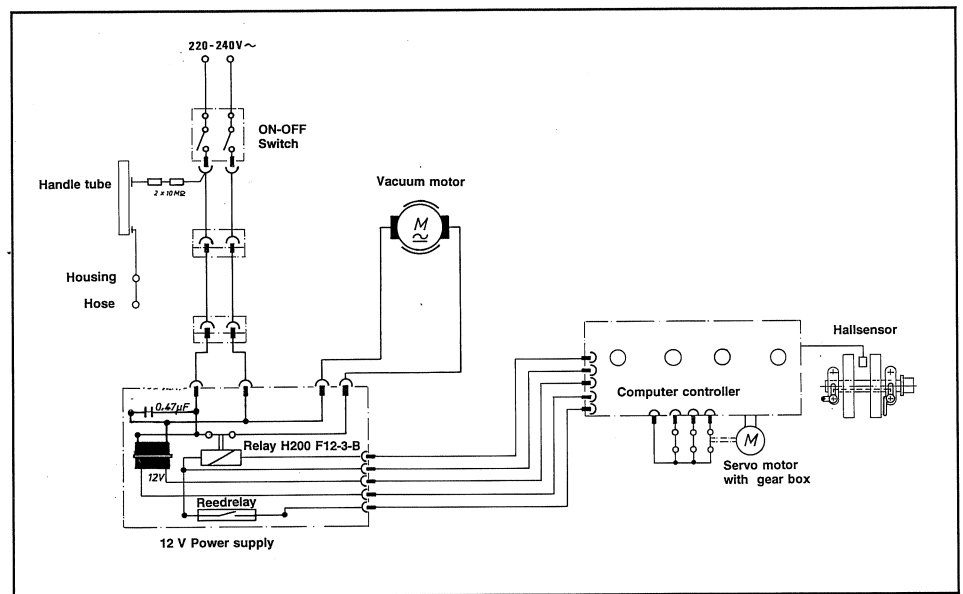 220-240V~
ON-OFF
Switch
Handle tube
2 x 10 MΩ
Vacuum motor
M
Housing
Hose
Hallsensor
Computer controller
0,47µF
Relay H200 F12-3-B
12V
M
Servo motor
with gear box
Reedrelay
12 V Power supply